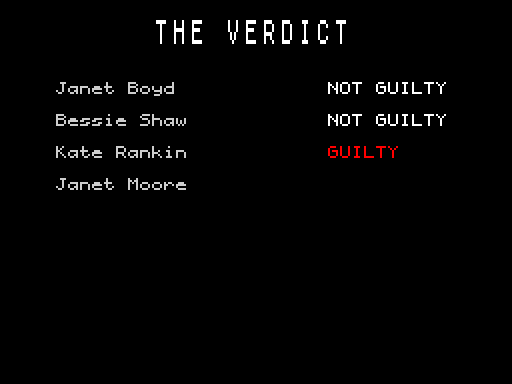 THE VERDICT
Janet Boyd NOT GUILTY
Bessie Shaw NOT GUILTY
Kate Rankin GUILTY
Janet Moore